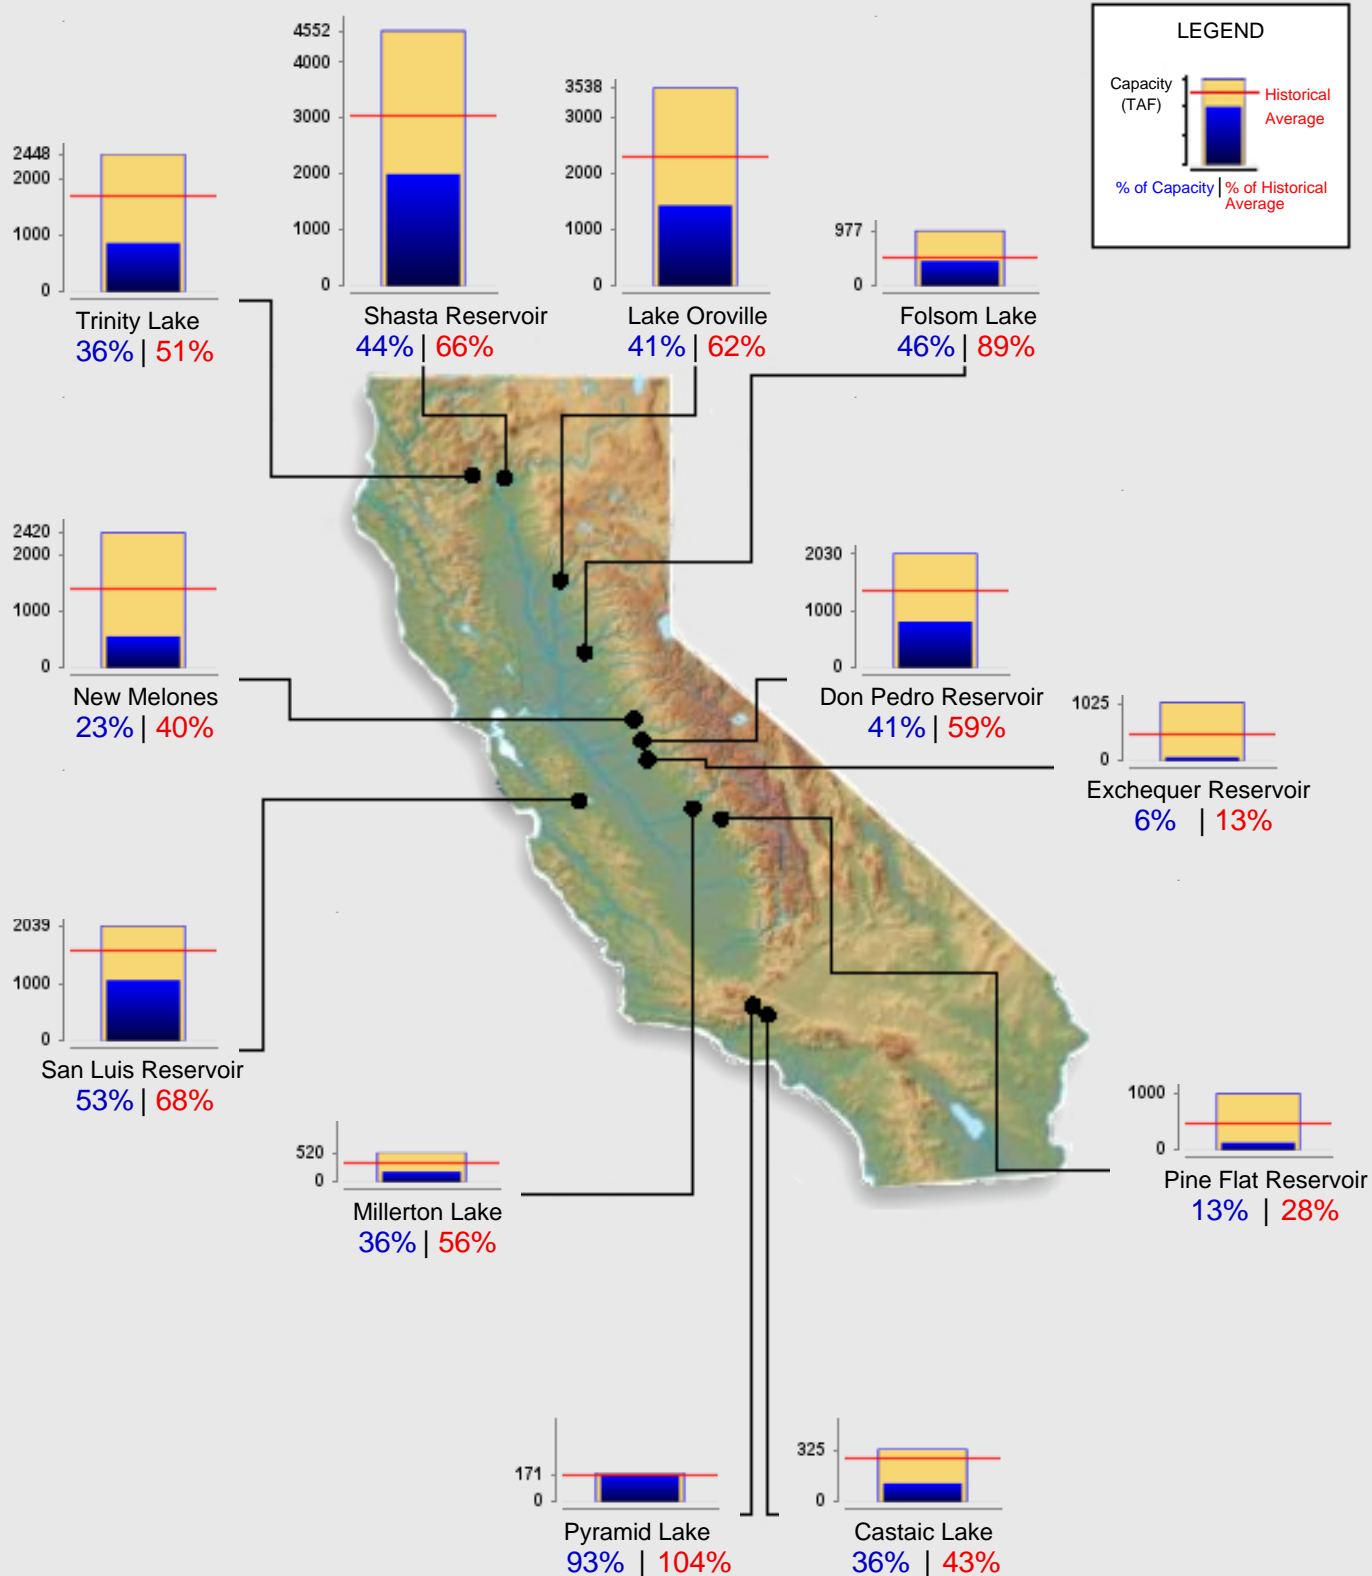 LEGEND
Capacity
(TAF)
Historical
Average
% of Capacity | % of Historical
Average
4552
4000
3000
2000
1000
0
Shasta Reservoir
44% | 66%
3538
3000
2000
1000
0
Lake Oroville
41% | 62%
2448
2000
1000
0
Trinity Lake
36% | 51%
977
0
Folsom Lake
46% | 89%
2420
2000
1000
0
New Melones
23% | 40%
2030
1000
0
Don Pedro Reservoir
41% | 59%
1025
0
Exchequer Reservoir
6% | 13%
2039
1000
0
San Luis Reservoir
53% | 68%
520
0
Millerton Lake
36% | 56%
1000
0
Pine Flat Reservoir
13% | 28%
171
0
Pyramid Lake
93% | 104%
325
0
Castaic Lake
36% | 43%